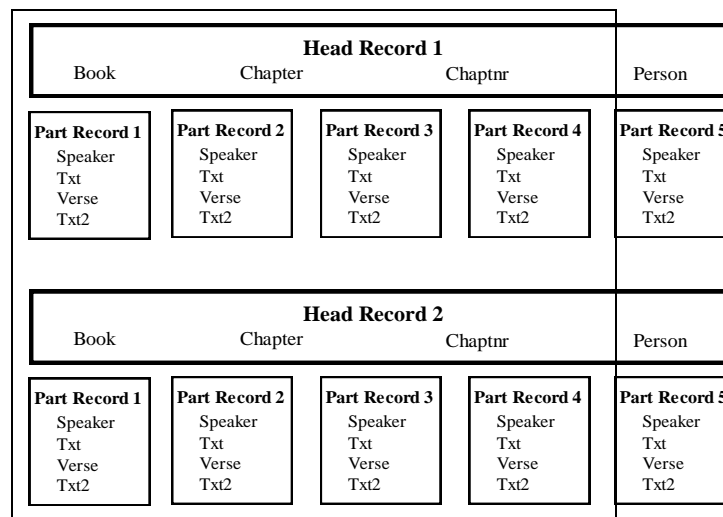 Head Record 1
Book Chapter Chaptnr Person
Part Record 1 Part Record 2 Part Record 3 Part Record 4 Part Record 5
Speaker Speaker Speaker Speaker Speaker
Txt Txt Txt Txt Txt
Verse Verse Verse Verse Verse
Txt2 Txt2 Txt2 Txt2 Txt2
Head Record 2
Book Chapter Chaptnr Person
Part Record 1 Part Record 2 Part Record 3 Part Record 4 Part Record 5
Speaker Speaker Speaker Speaker Speaker
Txt Txt Txt Txt Txt
Verse Verse Verse Verse Verse
Txt2 Txt2 Txt2 Txt2 Txt2